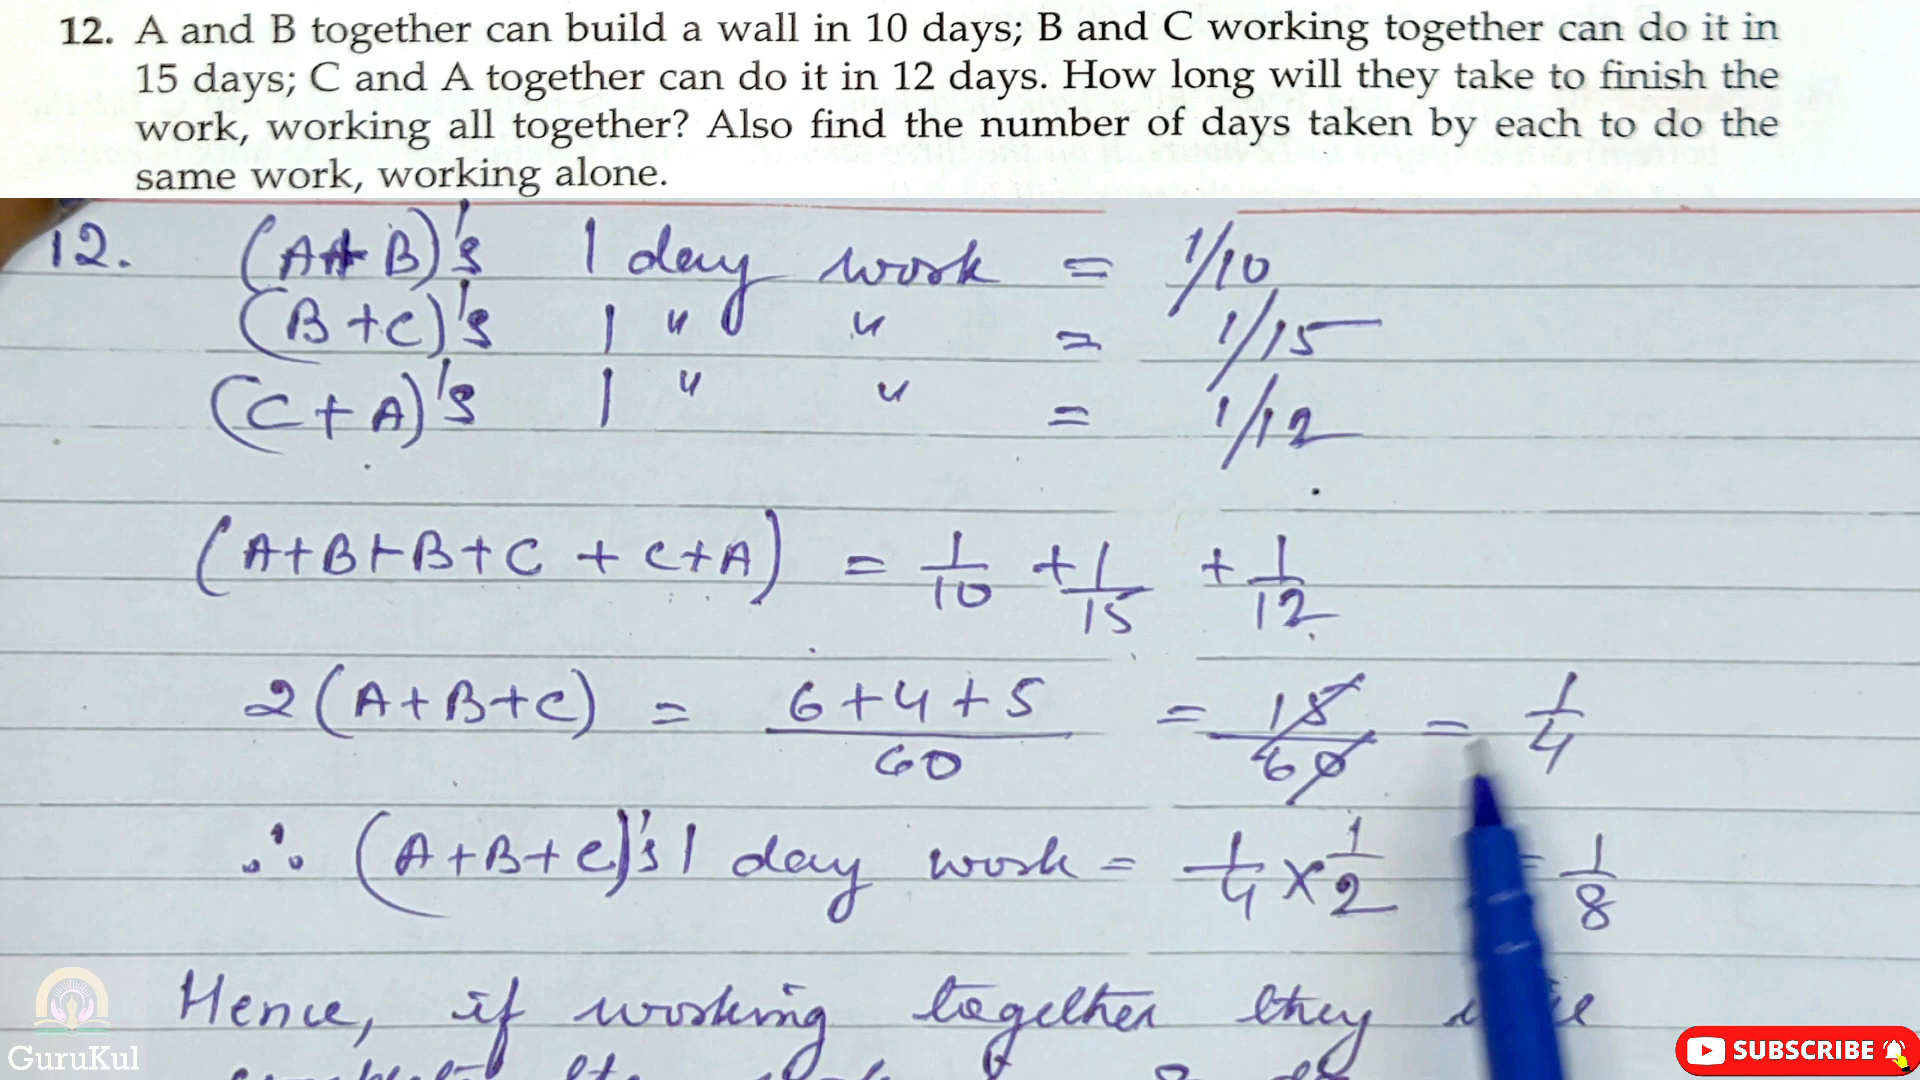 12. A and B together can build a wall in 10 days; B and C working together can do it in
15 days; C and A together can do it in 12 days. How long will they take to finish the
work, working all together? Also find the number of days taken by each to do the
same work, working alone.
12. (A+B)'s 1 day work = 1/10
(B+C)'s 1 " " = 1/15
(C+A)'s 1 " " = 1/12
(A+B+B+C+C+A) = 1/10 + 1/15 + 1/12
2(A+B+C) = 6+4+5/60 = 15/60 = 1/4
∴ (A+B+C)'s 1 day work = 1/4 × 1/2 = 1/8
Hence, if working together they
GuruKul
SUBSCRIBE